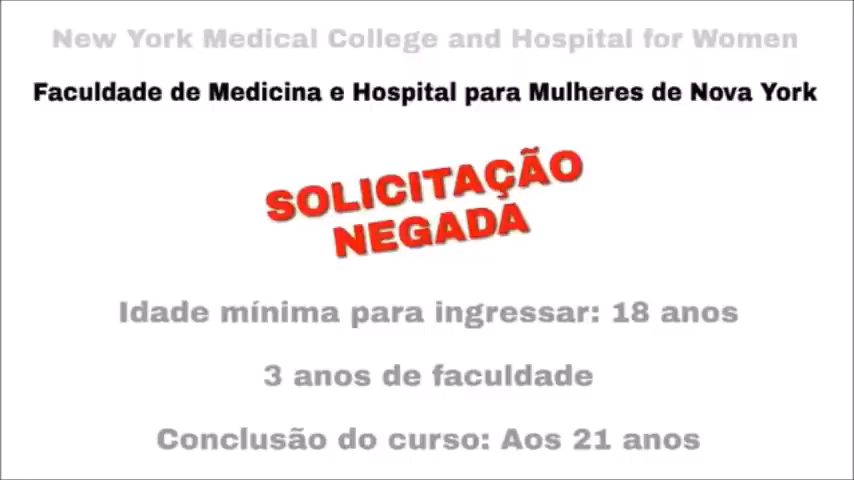 New York Medical College and Hospital for Women
Faculdade de Medicina e Hospital para Mulheres de Nova York
SOLICITAÇÃO
NEGADA
Idade mínima para ingressar: 18 anos
3 anos de faculdade
Conclusão do curso: Aos 21 anos